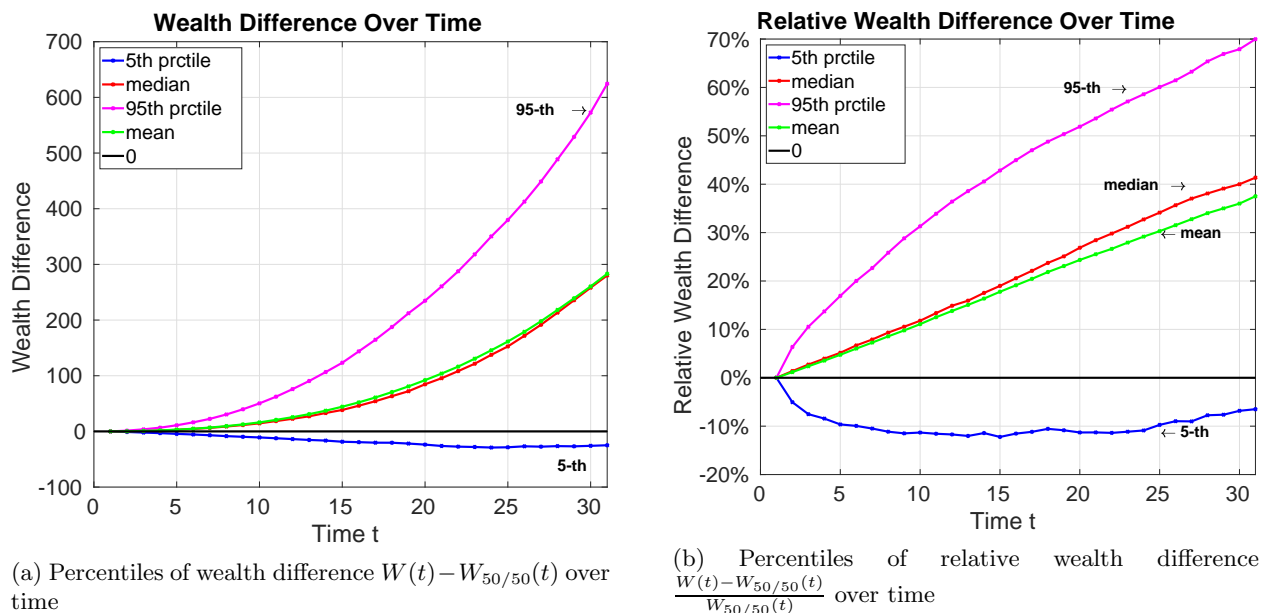 Wealth Difference Over Time
700
600
500
400
300
200
100
0
-100
Wealth Difference
5th prctile
median
95th prctile
mean
0
95-th →
5-th
0 5 10 15 20 25 30
Time t
(a) Percentiles of wealth difference W(t)−W50/50(t) over
time
Relative Wealth Difference Over Time
70%
60%
50%
40%
30%
20%
10%
0%
-10%
-20%
Relative Wealth Difference
5th prctile
median
95th prctile
mean
0
95-th →
median →
← mean
← 5-th
0 5 10 15 20 25 30
Time t
(b) Percentiles of relative wealth difference
W(t)−W50/50(t)
W50/50(t)
over time